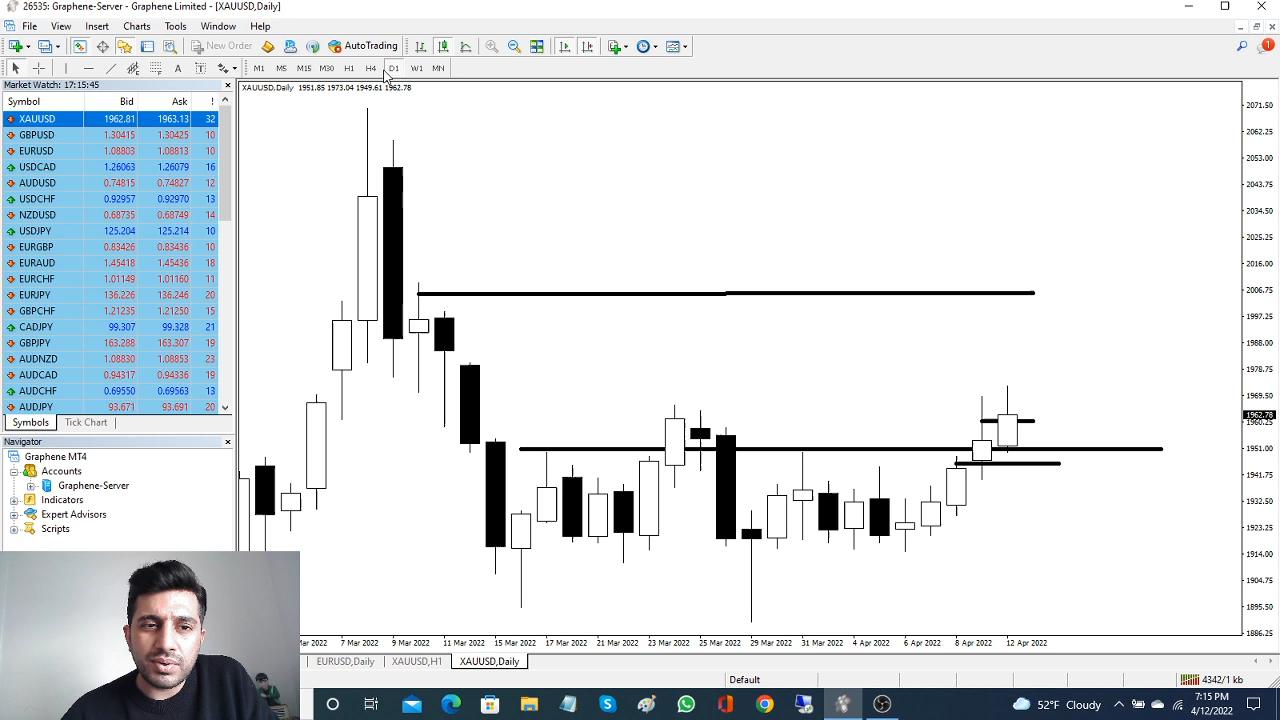 26535: Graphene-Server - Graphene Limited - [XAUUSD,Daily]
File View Insert Charts Tools Window Help
New Order AutoTrading
A T M1 M5 M15 M30 H1 H4 D1 W1 MN
Market Watch: 17:15:45
Symbol Bid Ask !
XAUUSD 1962.81 1963.13 32
GBPUSD 1.30415 1.30425 10
EURUSD 1.08803 1.08813 10
USDCAD 1.26063 1.26079 16
AUDUSD 0.74815 0.74827 12
USDCHF 0.92957 0.92970 13
NZDUSD 0.68735 0.68749 14
USDJPY 125.204 125.214 10
EURGBP 0.83426 0.83436 10
EURAUD 1.45418 1.45436 18
EURCHF 1.01149 1.01160 11
EURJPY 136.226 136.246 20
GBPCHF 1.21235 1.21250 15
CADJPY 99.307 99.328 21
GBPJPY 163.288 163.307 19
AUDNZD 1.08830 1.08853 23
AUDCAD 0.94317 0.94336 19
AUDCHF 0.69550 0.69563 13
AUDJPY 93.671 93.691 20
Symbols Tick Chart
Navigator
Graphene MT4
Accounts
Graphene-Server
Indicators
Expert Advisors
Scripts
XAUUSD,Daily 1951.85 1973.04 1949.61 1962.78
2071.50
2062.25
2053.00
2043.75
2034.50
2025.25
2016.00
2006.75
1997.25
1988.00
1978.75
1969.50
1962.78
1960.25
1951.00
1941.75
1932.50
1923.25
1914.00
1904.75
1895.50
1886.25
Mar 2022 7 Mar 2022 9 Mar 2022 11 Mar 2022 15 Mar 2022 17 Mar 2022 21 Mar 2022 23 Mar 2022 25 Mar 2022 29 Mar 2022 31 Mar 2022 4 Apr 2022 6 Apr 2022 8 Apr 2022 12 Apr 2022
EURUSD,Daily XAUUSD,H1 XAUUSD,Daily
Default 4342/1 kb
52°F Cloudy 7:15 PM
4/12/2022